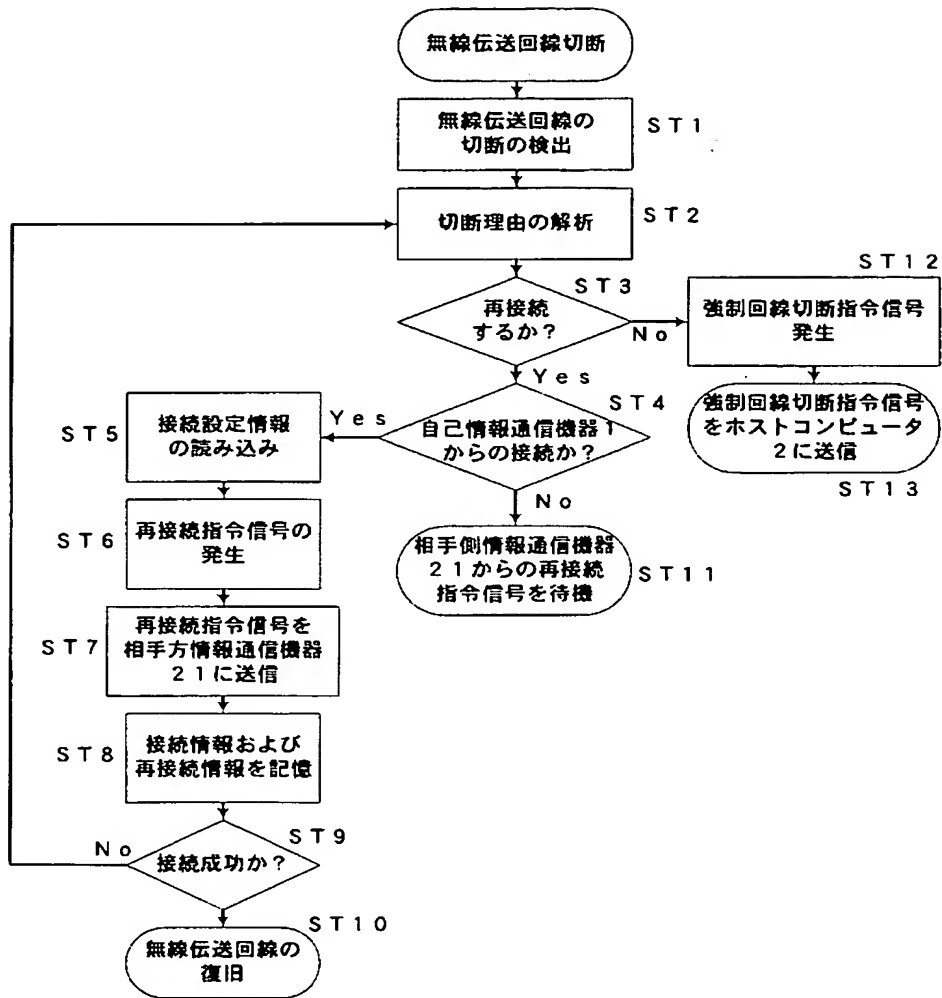 無線伝送回線切断
無線伝送回線の
切断の検出
ST1
切断理由の解析
ST2
ST3
再接続
するか？
No
Yes
ST12
強制回線切断指令信号
発生
強制回線切断指令信号
をホストコンピュータ
2に送信
ST13
ST4
自己情報通信機器1
からの接続か？
Yes
No
相手側情報通信機器
21からの再接続
指令信号を待機
ST11
ST5
接続設定情報
の読み込み
ST6
再接続指令信号の
発生
ST7
再接続指令信号を
相手方情報通信機器
21に送信
ST8
接続情報および
再接続情報を記憶
ST9
接続成功か？
No
ST10
無線伝送回線の
復旧